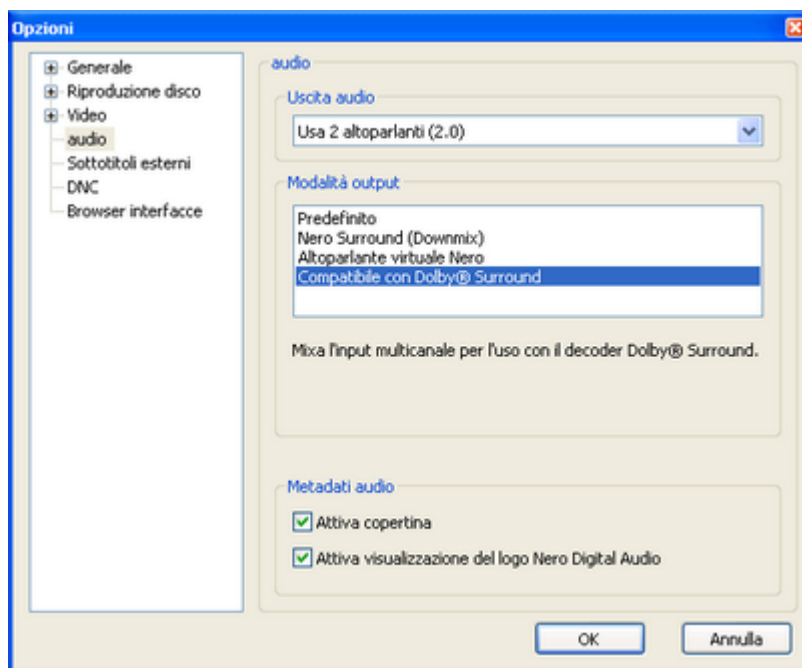 Opzioni
Generale
Riproduzione disco
Video
audio
Sottotitoli esterni
DNC
Browser interfacce
audio
Uscita audio
Usa 2 altoparlanti (2.0)
Modalità output
Predefinito
Nero Surround (Downmix)
Altoparlante virtuale Nero
Compatibile con Dolby® Surround
Mixa l'input multicanale per l'uso con il decoder Dolby® Surround.
Metadati audio
Attiva copertina
Attiva visualizzazione del logo Nero Digital Audio
OK
Annulla